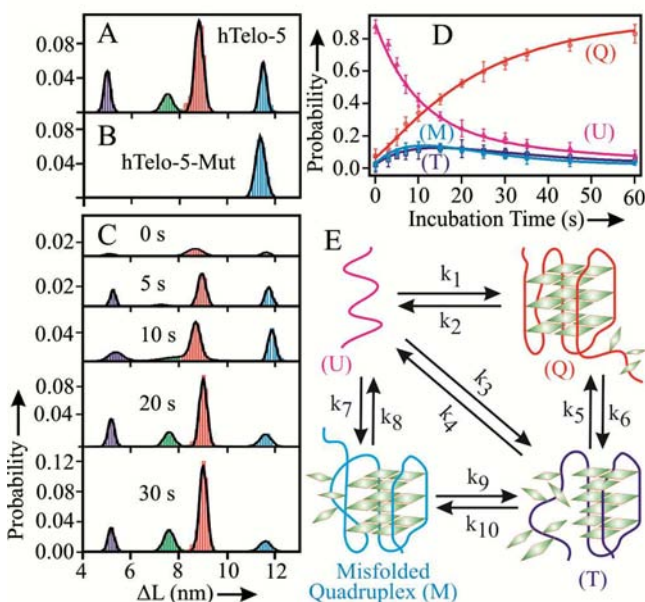 A
hTelo-5
0.08
0.04
0.00
B
0.08
0.04
hTelo-5-Mut
C
0 s
0.02
5 s
0.02
10 s
0.04
20 s
0.08
0.04
30 s
0.12
0.08
0.04
0.00
Probability
4 6 8 10 12
ΔL (nm)
D
Probability
0.8
0.6
0.4
0.2
0.0
(Q)
(M)
(T)
(U)
0 10 20 30 40 50 60
Incubation Time (s)
E
k1
k2
(U)
(Q)
k3
k4
k7
k8
k5
k6
k9
k10
Misfolded
Quadruplex (M)
(T)